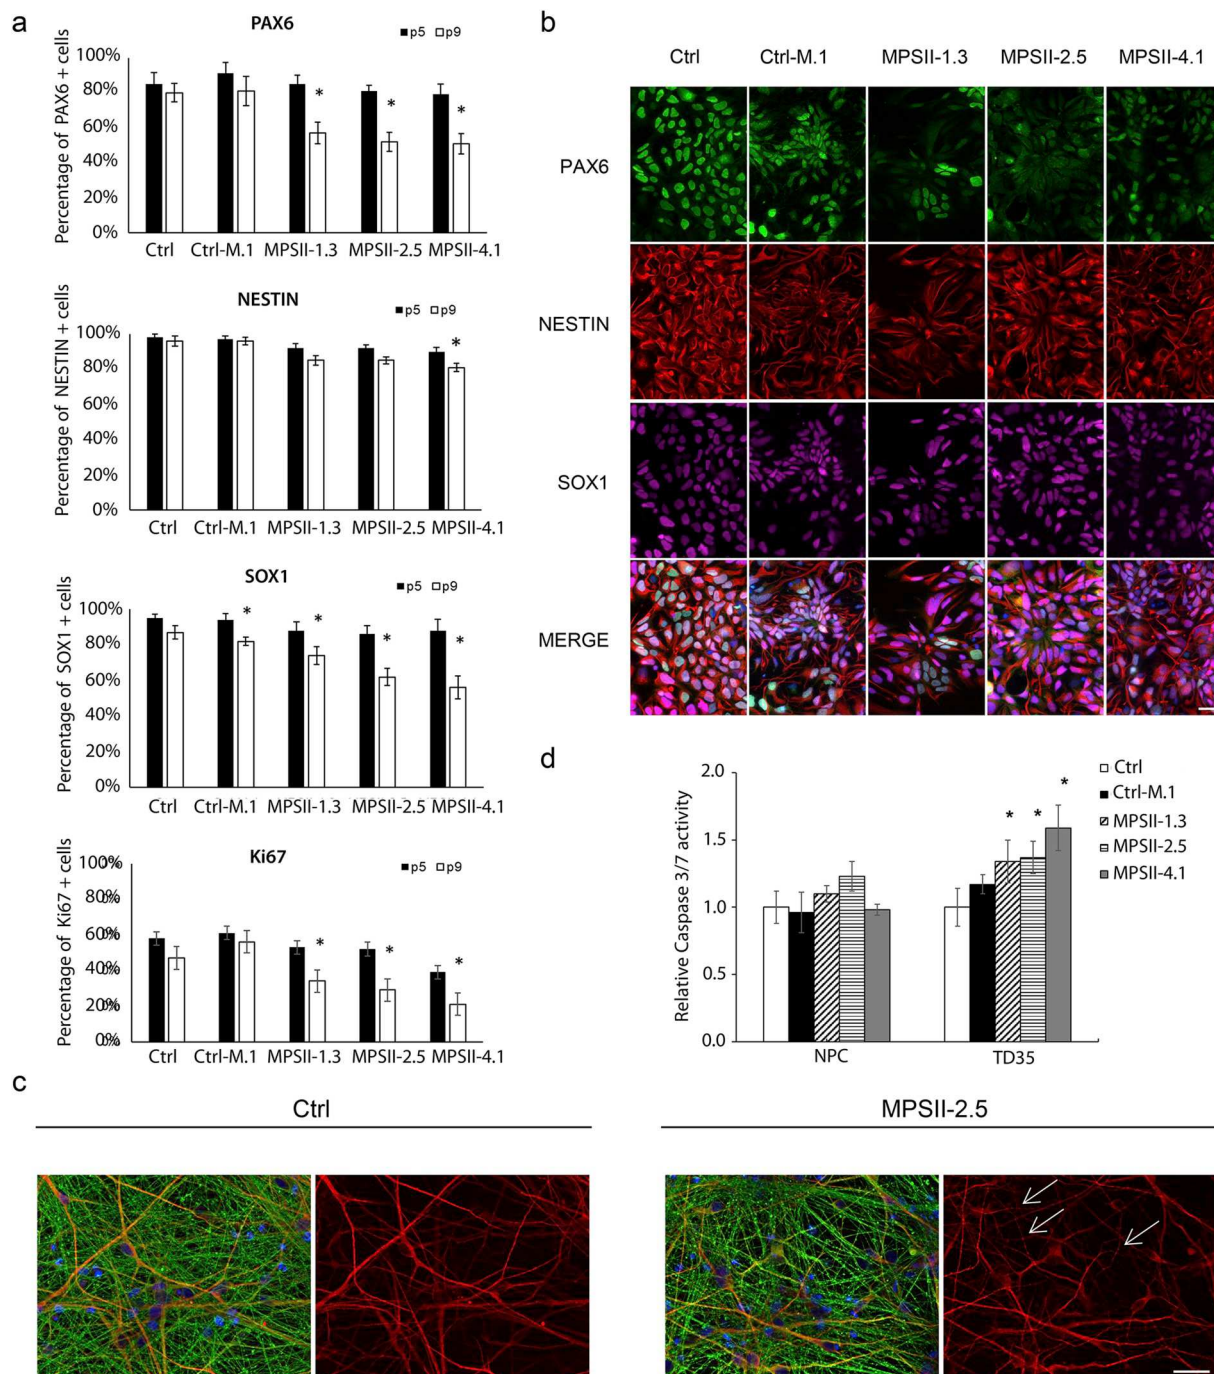 a
PAX6
p5 p9
Percentage of PAX6 + cells
100%
80%
60%
40%
20%
0%
* * *
Ctrl Ctrl-M.1 MPSII-1.3 MPSII-2.5 MPSII-4.1
NESTIN
p5 p9
Percentage of NESTIN + cells
100%
80%
60%
40%
20%
0%
*
Ctrl Ctrl-M.1 MPSII-1.3 MPSII-2.5 MPSII-4.1
SOX1
p5 p9
Percentage of SOX1 + cells
100%
80%
60%
40%
20%
0%
* * * *
Ctrl Ctrl-M.1 MPSII-1.3 MPSII-2.5 MPSII-4.1
Ki67
p5 p9
Percentage of Ki67 + cells
100%
80%
60%
40%
20%
0%
* * *
Ctrl Ctrl-M.1 MPSII-1.3 MPSII-2.5 MPSII-4.1
b
Ctrl Ctrl-M.1 MPSII-1.3 MPSII-2.5 MPSII-4.1
PAX6
NESTIN
SOX1
MERGE
d
Relative Caspase 3/7 activity
2.0
1.5
1.0
0.5
0.0
* * *
NPC TD35
Ctrl
Ctrl-M.1
MPSII-1.3
MPSII-2.5
MPSII-4.1
c
Ctrl MPSII-2.5